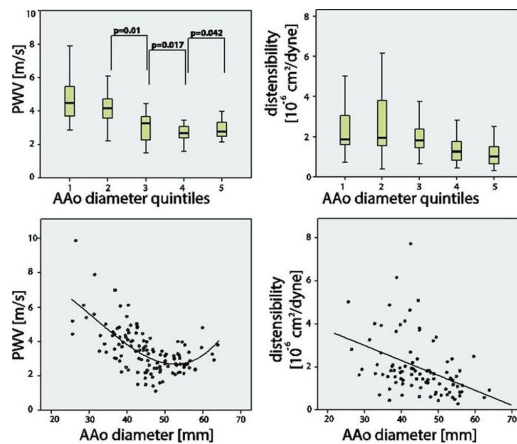 p=0.01
p=0.017
p=0.042
PWV [m/s]
10
8
6
4
2
0
1 2 3 4 5
AAo diameter quintiles
distensibility
[10⁻⁶ cm²/dyne]
8
6
4
2
0
1 2 3 4 5
AAo diameter quintiles
PWV [m/s]
10
8
6
4
2
0
20 30 40 50 60 70
AAo diameter [mm]
distensibility
[10⁻⁶ cm²/dyne]
8
6
4
2
0
20 30 40 50 60 70
AAo diameter [mm]